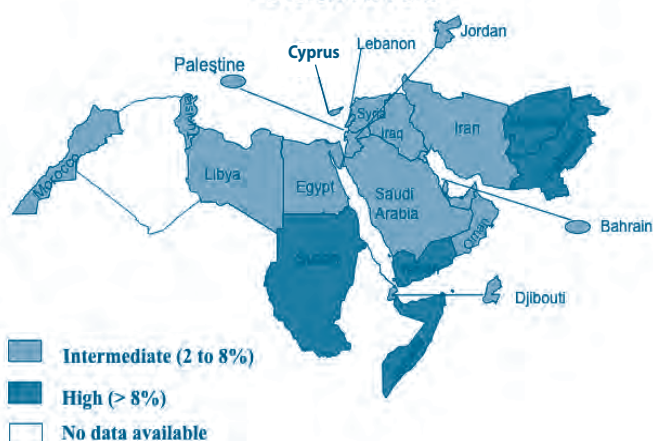 Jordan
Lebanon
Cyprus
Palestine
Syria
Iraq
Iran
Morocco
Libya
Egypt
Saudi
Arabia
Oman
Bahrain
Sudan
Djibouti
Intermediate (2 to 8%)
High (> 8%)
No data available